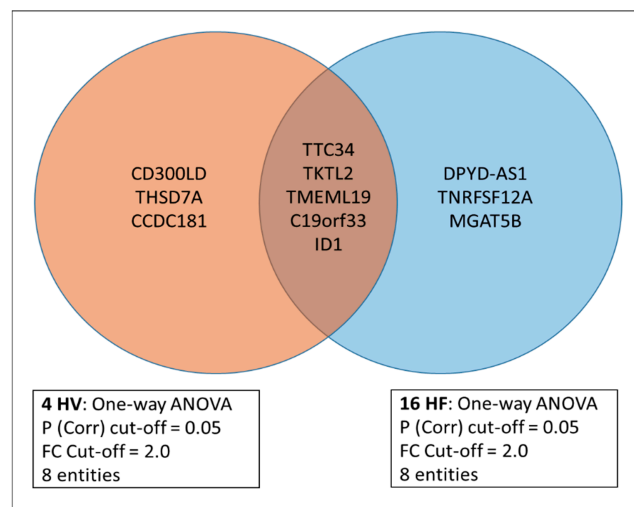 CD300LD
THSD7A
CCDC181
TTC34
TKTL2
TMEML19
C19orf33
ID1
DPYD-AS1
TNRFSF12A
MGAT5B
4 HV: One-way ANOVA
P (Corr) cut-off = 0.05
FC Cut-off = 2.0
8 entities
16 HF: One-way ANOVA
P (Corr) cut-off = 0.05
FC Cut-off = 2.0
8 entities